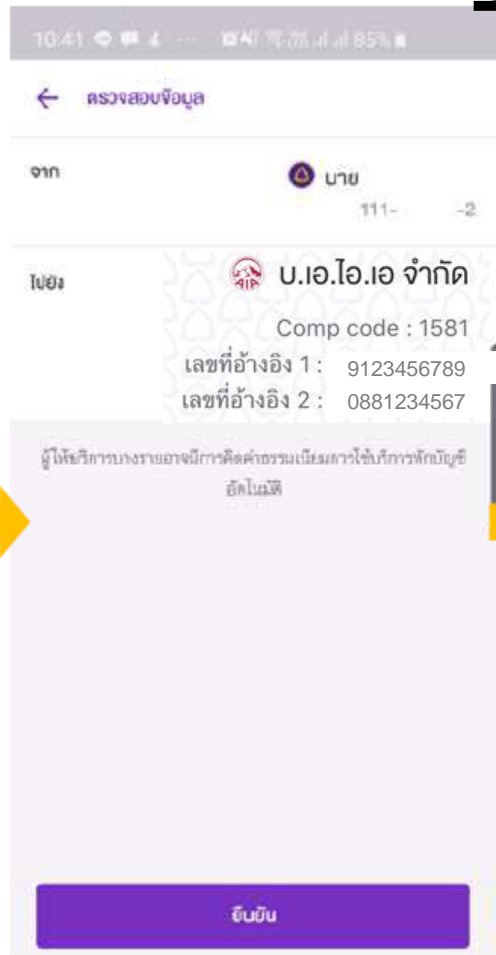 10:41 85%
ตรวจสอบข้อมูล
จาก
นาย
111- -2
ไปยัง
AIA
บ.เอ.ไอ.เอ จำกัด
Comp code : 1581
เลขที่อ้างอิง 1 : 9123456789
เลขที่อ้างอิง 2 : 0881234567
ผู้ให้บริการบางรายอาจมีการคิดค่าธรรมเนียมการใช้บริการหักบัญชี
อัตโนมัติ
ยืนยัน